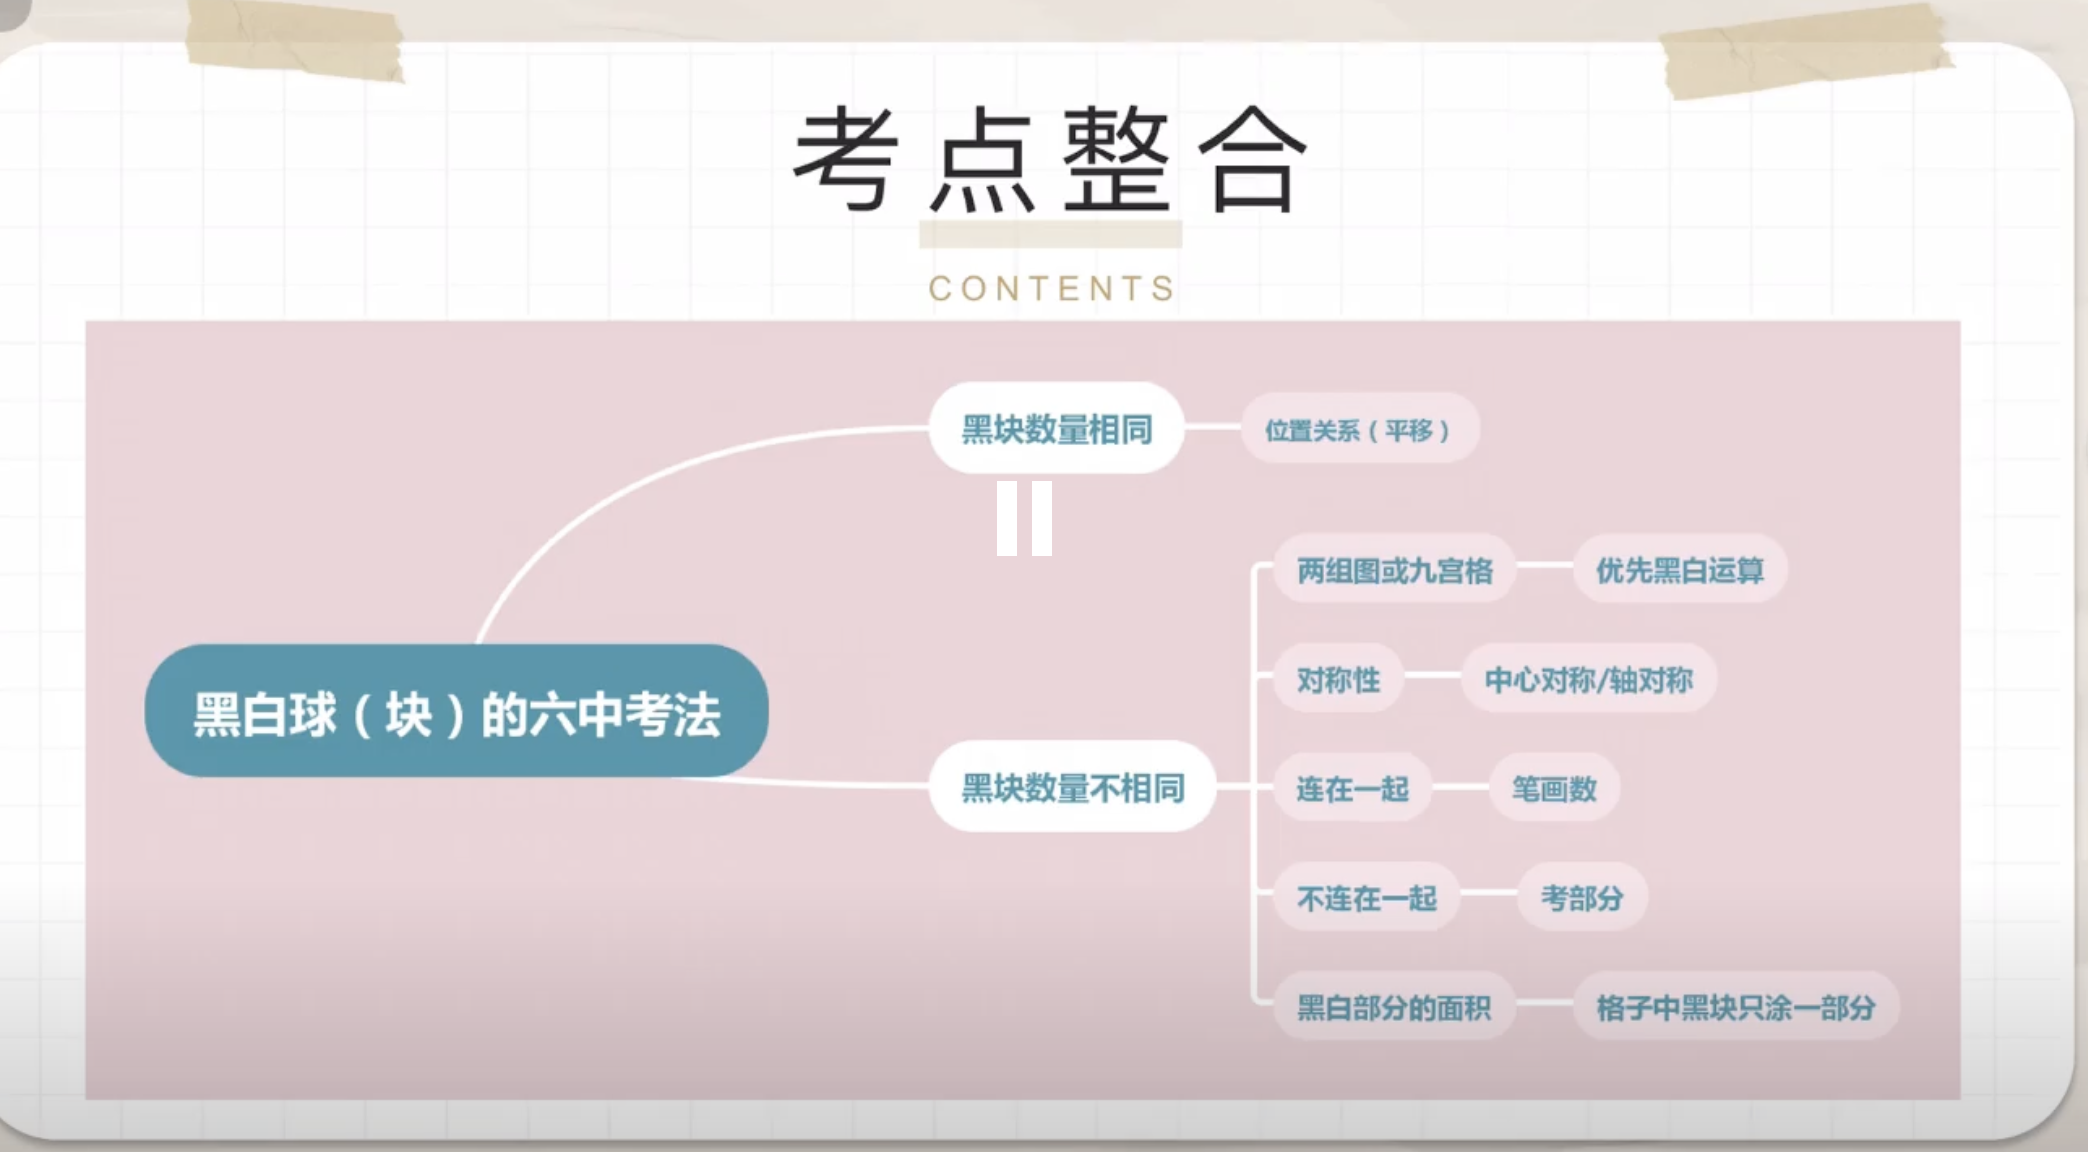 考点整合
CONTENTS
黑块数量相同
位置关系（平移）
两组图或九宫格
优先黑白运算
对称性
中心对称/轴对称
黑白球（块）的六中考法
黑块数量不相同
连在一起
笔画数
不连在一起
考部分
黑白部分的面积
格子中黑块只涂一部分